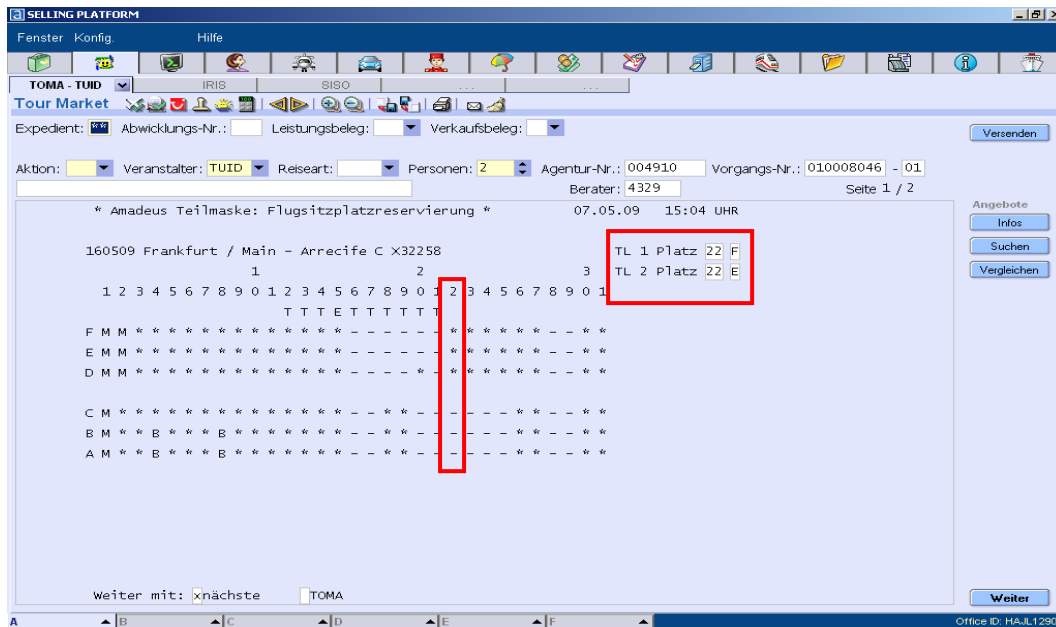 SELLING PLATFORM
Fenster Konfig. Hilfe
TOMA - TUID IRIS SISO ... ...
Tour Market
Expedient: ** Abwicklungs-Nr.: Leistungsbeleg: Verkaufsbeleg:
Versenden
Aktion: Veranstalter: TUID Reiseart: Personen: 2 Agentur-Nr.: 004910 Vorgangs-Nr.: 010008046 - 01
Berater: 4329 Seite 1 / 2
Angebote
Infos
Suchen
Vergleichen
* Amadeus Teilmaske: Flugsitzplatzreservierung * 07.05.09 15:04 UHR
160509 Frankfurt / Main - Arrecife C X32258 TL 1 Platz 22 F
1 2 3 TL 2 Platz 22 E
1 2 3 4 5 6 7 8 9 0 1 2 3 4 5 6 7 8 9 0 1 2 3 4 5 6 7 8 9 0 1
T T T E T T T T T T
F M M * * * * * * * * * * * * * - - - - - - * * * * * * - - * *
E M M * * * * * * * * * * * * * - - - - - - * * * * * * - - * *
D M M * * * * * * * * * * * * * - - - - * - * * * * * * - - * *
C M * * * * * * * * * * * * * * - - * * - - - - - - * * - - * *
B M * * B * * * B * * * * * * * - - * * - - - - - - * * - - * *
A M * * B * * * B * * * * * * * - - * * - - - - - - * * - - * *
Weiter mit: x nächste TOMA
Weiter
A B C D E F Office ID: HAJL1290